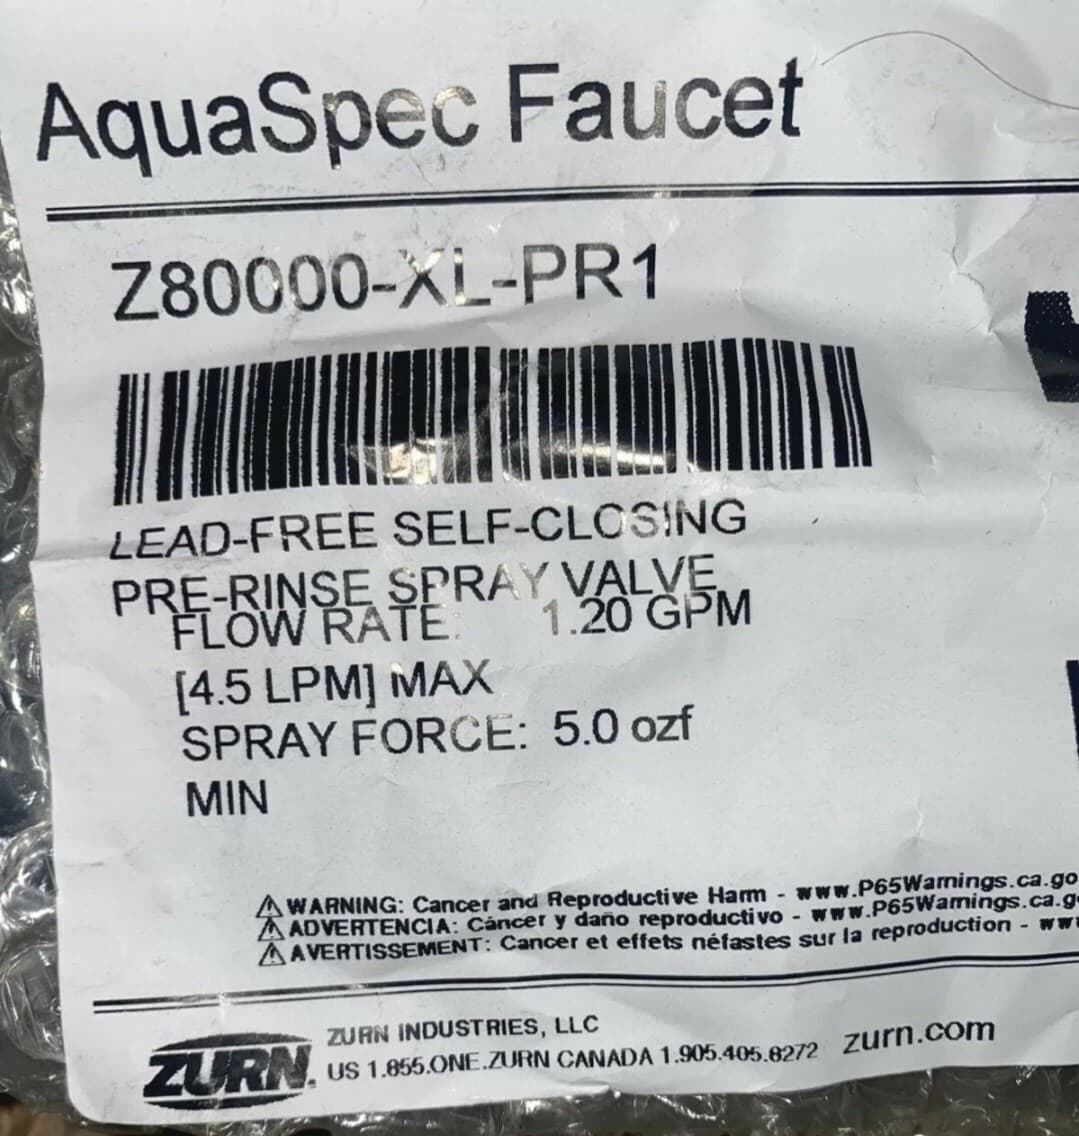 AquaSpec Faucet
Z80000-XL-PR1
LEAD-FREE SELF-CLOSING
PRE-RINSE SPRAY VALVE
FLOW RATE: 1.20 GPM
[4.5 LPM] MAX
SPRAY FORCE: 5.0 ozf
MIN
⚠ WARNING: Cancer and Reproductive Harm - www.P65Warnings.ca.go
⚠ ADVERTENCIA: Cáncer y daño reproductivo - www.P65Warnings.ca.g
⚠ AVERTISSEMENT: Cancer et effets néfastes sur la reproduction - www
ZURN INDUSTRIES, LLC
ZURN. US 1.855.ONE.ZURN CANADA 1.905.405.8272 zurn.com